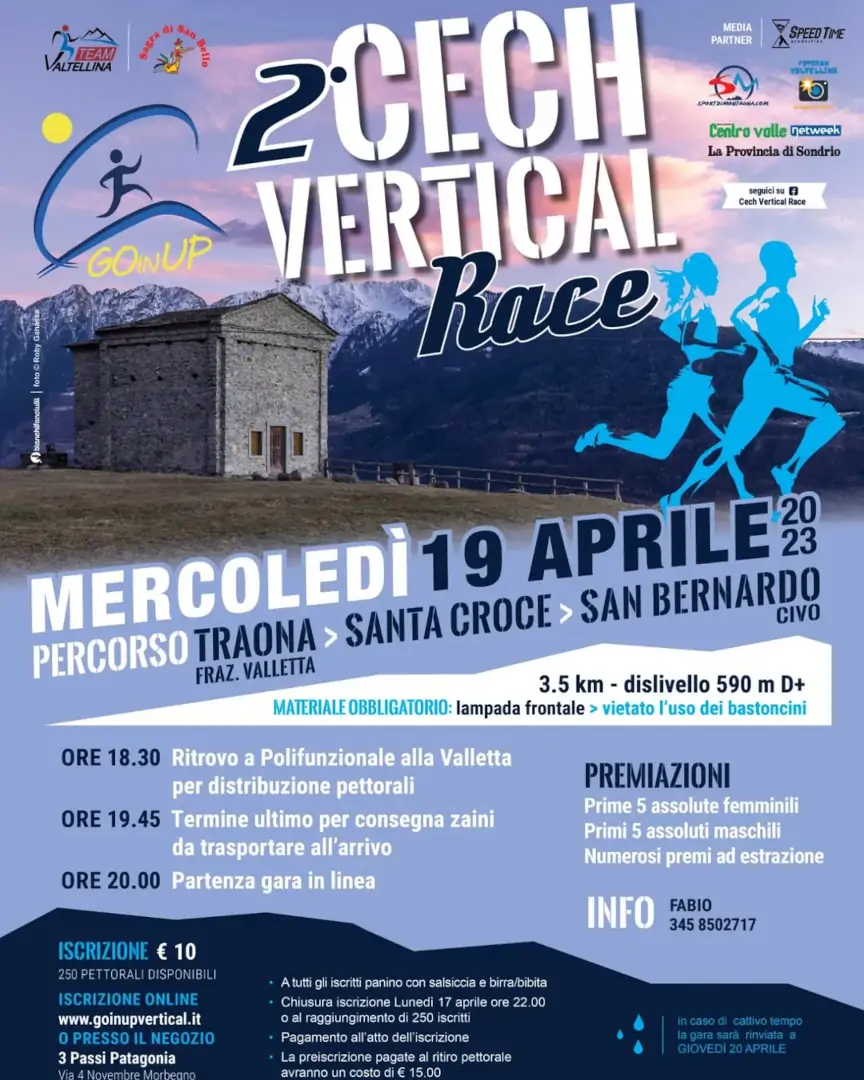 TEAM
VALTELLINA
Sagra di San Bello
MEDIA
PARTNER
SPEED TIME
SM
SPORTDIMONTAGNA.COM
VALTELLINA
Centro valle netweek
La Provincia di Sondrio
seguici su
Cech Vertical Race
GOinUP
2° CECH
VERTICAL
Race
bianchifanciulli | foto © Roby Ganassa
MERCOLEDÌ 19 APRILE 2023
PERCORSO TRAONA > SANTA CROCE > SAN BERNARDO
FRAZ. VALLETTA
CIVO
3.5 km - dislivello 590 m D+
MATERIALE OBBLIGATORIO: lampada frontale > vietato l'uso dei bastoncini
ORE 18.30 Ritrovo a Polifunzionale alla Valletta
per distribuzione pettorali
ORE 19.45 Termine ultimo per consegna zaini
da trasportare all'arrivo
ORE 20.00 Partenza gara in linea
PREMIAZIONI
Prime 5 assolute femminili
Primi 5 assoluti maschili
Numerosi premi ad estrazione
INFO FABIO
345 8502717
ISCRIZIONE € 10
250 PETTORALI DISPONIBILI
ISCRIZIONE ONLINE
www.goinupvertical.it
O PRESSO IL NEGOZIO
3 Passi Patagonia
Via 4 Novembre Morbegno
• A tutti gli iscritti panino con salsiccia e birra/bibita
• Chiusura iscrizione Lunedì 17 aprile ore 22.00
o al raggiungimento di 250 iscritti
• Pagamento all'atto dell'iscrizione
• La preiscrizione pagate al ritiro pettorale
avranno un costo di € 15.00
in caso di cattivo tempo
la gara sarà rinviata a
GIOVEDÌ 20 APRILE